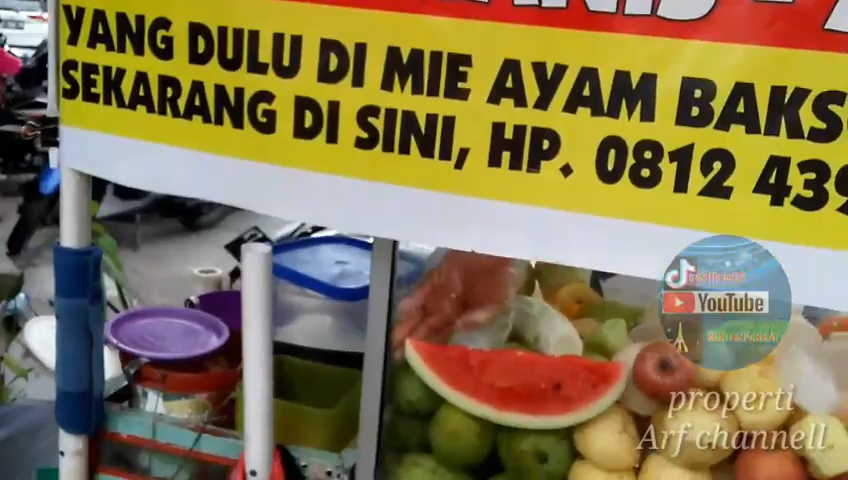 YANG DULU DI MIE AYAM BAKS
SEKARANG DI SINI, HP. 0812 439
YouTube
properti
Arf channell